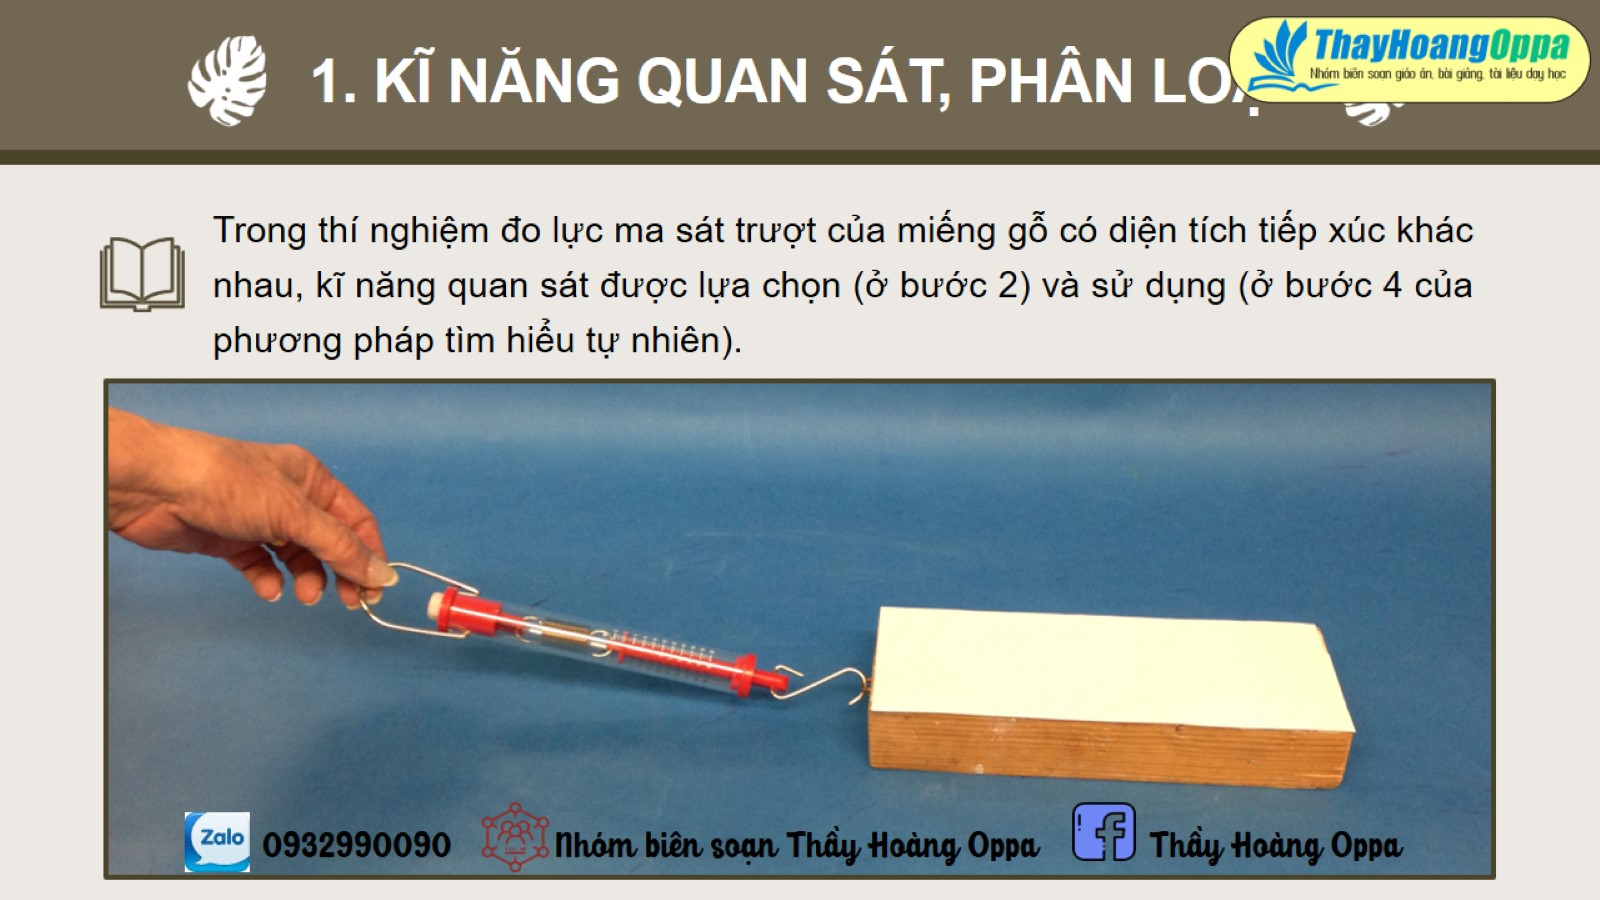 1. KĨ NĂNG QUAN SÁT, PHÂN
ThayHoangOppa
Nhóm biên soạn giáo án, bài giảng, tài liệu dạy học
Trong thí nghiệm đo lực ma sát trượt của miếng gỗ có diện tích tiếp xúc khác
nhau, kĩ năng quan sát được lựa chọn (ở bước 2) và sử dụng (ở bước 4 của
phương pháp tìm hiểu tự nhiên).
Zalo 0932990090 Nhóm biên soạn Thầy Hoàng Oppa Thầy Hoàng Oppa